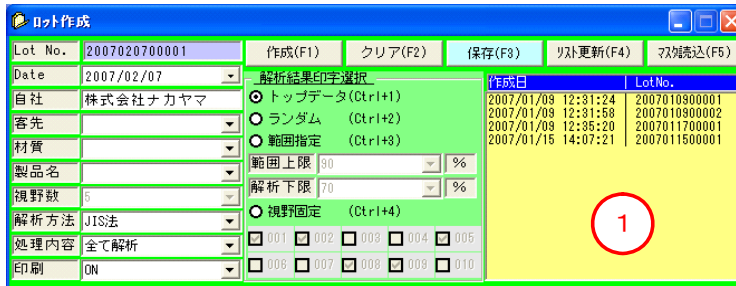 ﾛｯﾄ作成
作成(F1) クリア(F2) 保存(F3) ﾘｽﾄ更新(F4) ﾏｽﾀ読込(F5)
Lot No. 2007020700001
Date 2007/02/07
自社 株式会社ナカヤマ
客先
材質
製品名
視野数 5
解析方法 JIS法
処理内容 全て解析
印刷 ON
解析結果印字選択
トップデータ(Ctrl+1)
ランダム (Ctrl+2)
範囲指定 (Ctrl+3)
範囲上限 90 %
解析下限 70 %
視野固定 (Ctrl+4)
001 002 003 004 005
006 007 008 009 010
作成日 LotNo.
2007/01/09 12:31:24 2007010900001
2007/01/09 12:31:58 2007010900002
2007/01/09 12:35:20 2007011700001
2007/01/15 14:07:21 2007011500001
1